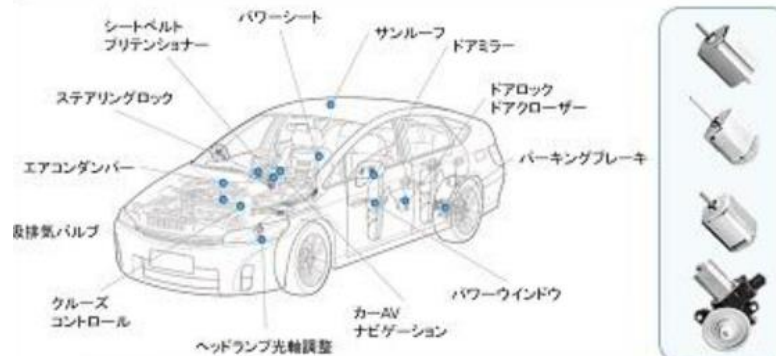 シートベルト
プリテンショナー
パワーシート
サンルーフ
ドアミラー
ステアリングロック
ドアロック
ドアクローザー
エアコンダンパー
パーキングブレーキ
吸排気バルブ
パワーウインドウ
クルーズ
コントロール
カーAV
ナビゲーション
ヘッドランプ光軸調整